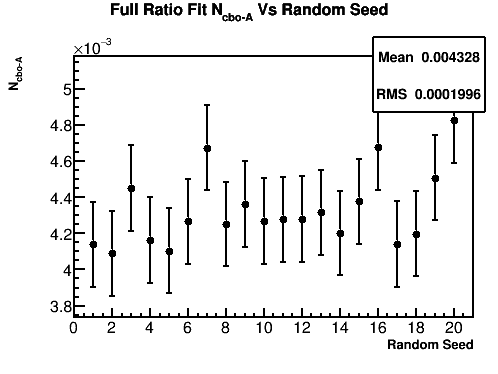 Full Ratio Fit N_cbo-A Vs Random Seed
×10⁻³
Mean 0.004328
RMS 0.0001996
N_cbo-A
5
4.8
4.6
4.4
4.2
4
3.8
0 2 4 6 8 10 12 14 16 18 20
Random Seed